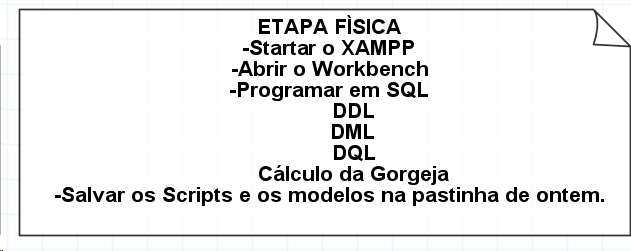 ETAPA FÌSICA
-Startar o XAMPP
-Abrir o Workbench
-Programar em SQL
DDL
DML
DQL
Cálculo da Gorgeja
-Salvar os Scripts e os modelos na pastinha de ontem.